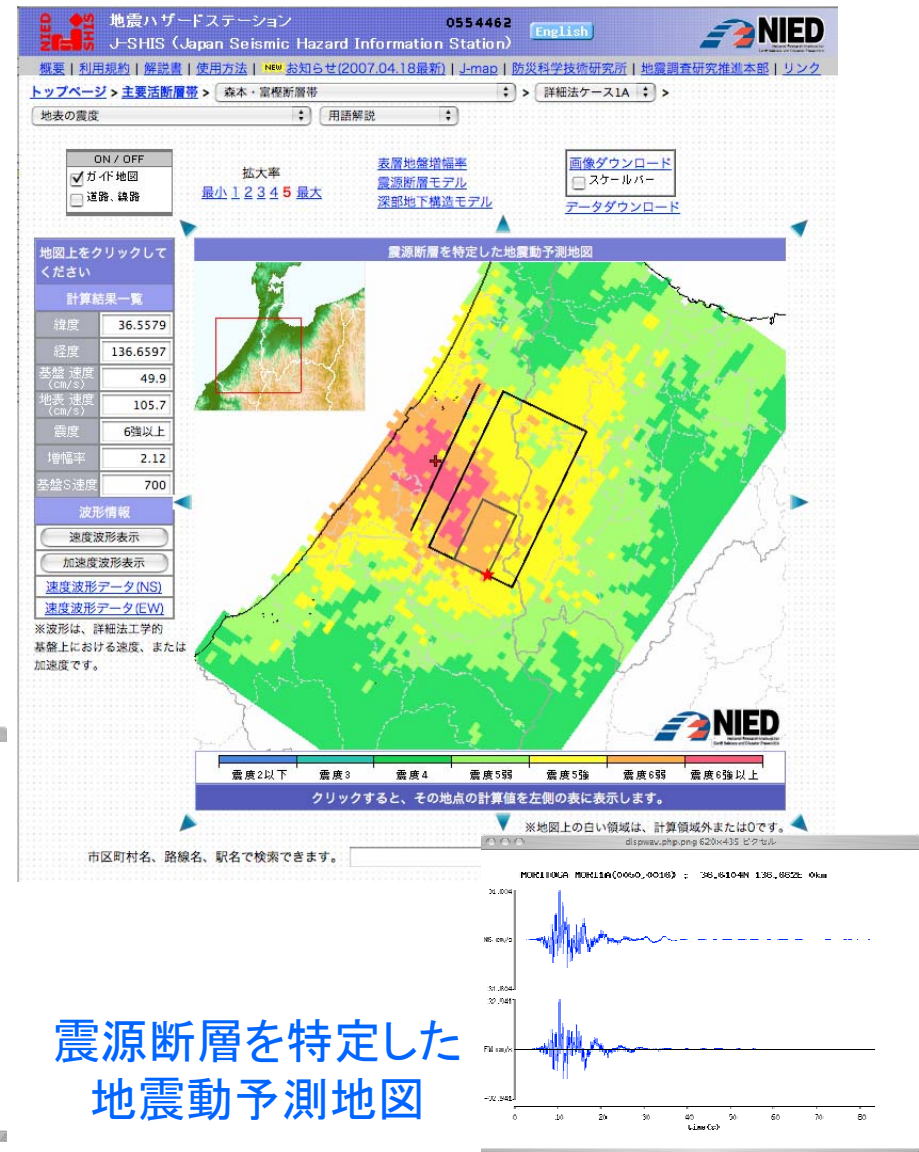 地震ハザードステーション
J-SHIS (Japan Seismic Hazard Information Station)
0554462
English
NIED
概要 | 利用規約 | 解説書 | 使用方法 | NEW お知らせ(2007.04.18最新) | J-map | 防災科学技術研究所 | 地震調査研究推進本部 | リンク
トップページ > 主要活断層帯 > 森本・富樫断層帯 > 詳細法ケース1A >
地表の震度 用語解説
ON / OFF
ガイド地図
道路、線路
拡大率
最小 1 2 3 4 5 最大
表層地盤増幅率
震源断層モデル
深部地下構造モデル
画像ダウンロード
スケールバー
データダウンロード
地図上をクリックして
ください
計算結果一覧
緯度 36.5579
経度 136.6597
基盤 速度
(cm/s) 49.9
地表 速度
(cm/s) 105.7
震度 6強以上
増幅率 2.12
基盤S速度 700
波形情報
速度波形表示
加速度波形表示
速度波形データ(NS)
速度波形データ(EW)
※波形は、詳細法工学的
基盤上における速度、または
加速度です。
震源断層を特定した地震動予測地図
NIED
震度2以下 震度3 震度4 震度5弱 震度5強 震度6弱 震度6強以上
クリックすると、その地点の計算値を左側の表に表示します。
※地図上の白い領域は、計算領域外または0です。
市区町村名、路線名、駅名で検索できます。
dispwav.php.png 620×435 ピクセル
0 10 20 30 40 50 60 70 80
time(s)
震源断層を特定した
地震動予測地図